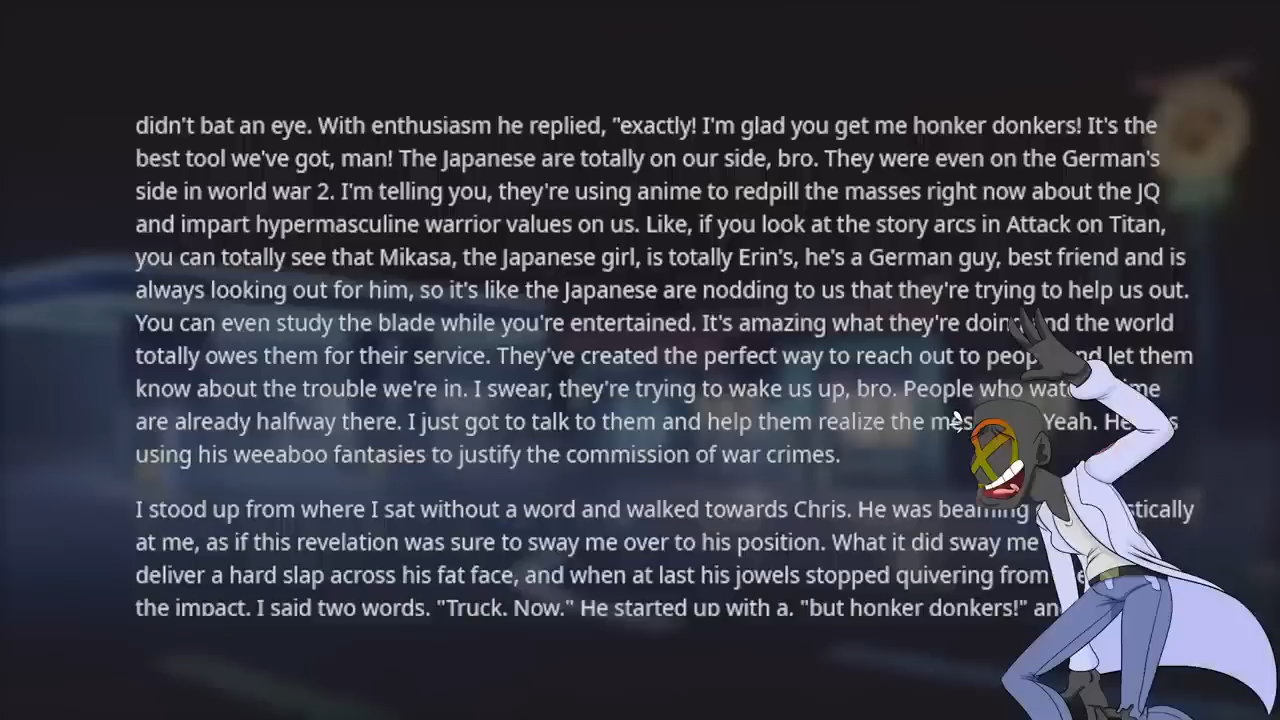 didn't bat an eye. With enthusiasm he replied, "exactly! I'm glad you get me honker donkers! It's the
best tool we've got, man! The Japanese are totally on our side, bro. They were even on the German's
side in world war 2. I'm telling you, they're using anime to redpill the masses right now about the JQ
and impart hypermasculine warrior values on us. Like, if you look at the story arcs in Attack on Titan,
you can totally see that Mikasa, the Japanese girl, is totally Erin's, he's a German guy, best friend and is
always looking out for him, so it's like the Japanese are nodding to us that they're trying to help us out.
You can even study the blade while you're entertained. It's amazing what they're doing and the world
totally owes them for their service. They've created the perfect way to reach out to people and let them
know about the trouble we're in. I swear, they're trying to wake us up, bro. People who watch anime
are already halfway there. I just got to talk to them and help them realize the Yeah. He
using his weeaboo fantasies to justify the commission of war crimes.
I stood up from where I sat without a word and walked towards Chris. He was beaming
at me, as if this revelation was sure to sway me over to his position. What it did sway me
deliver a hard slap across his fat face, and when at last his jowels stopped quivering from
the impact. I said two words. "Truck. Now." He started up with a. "but honker donkers!"